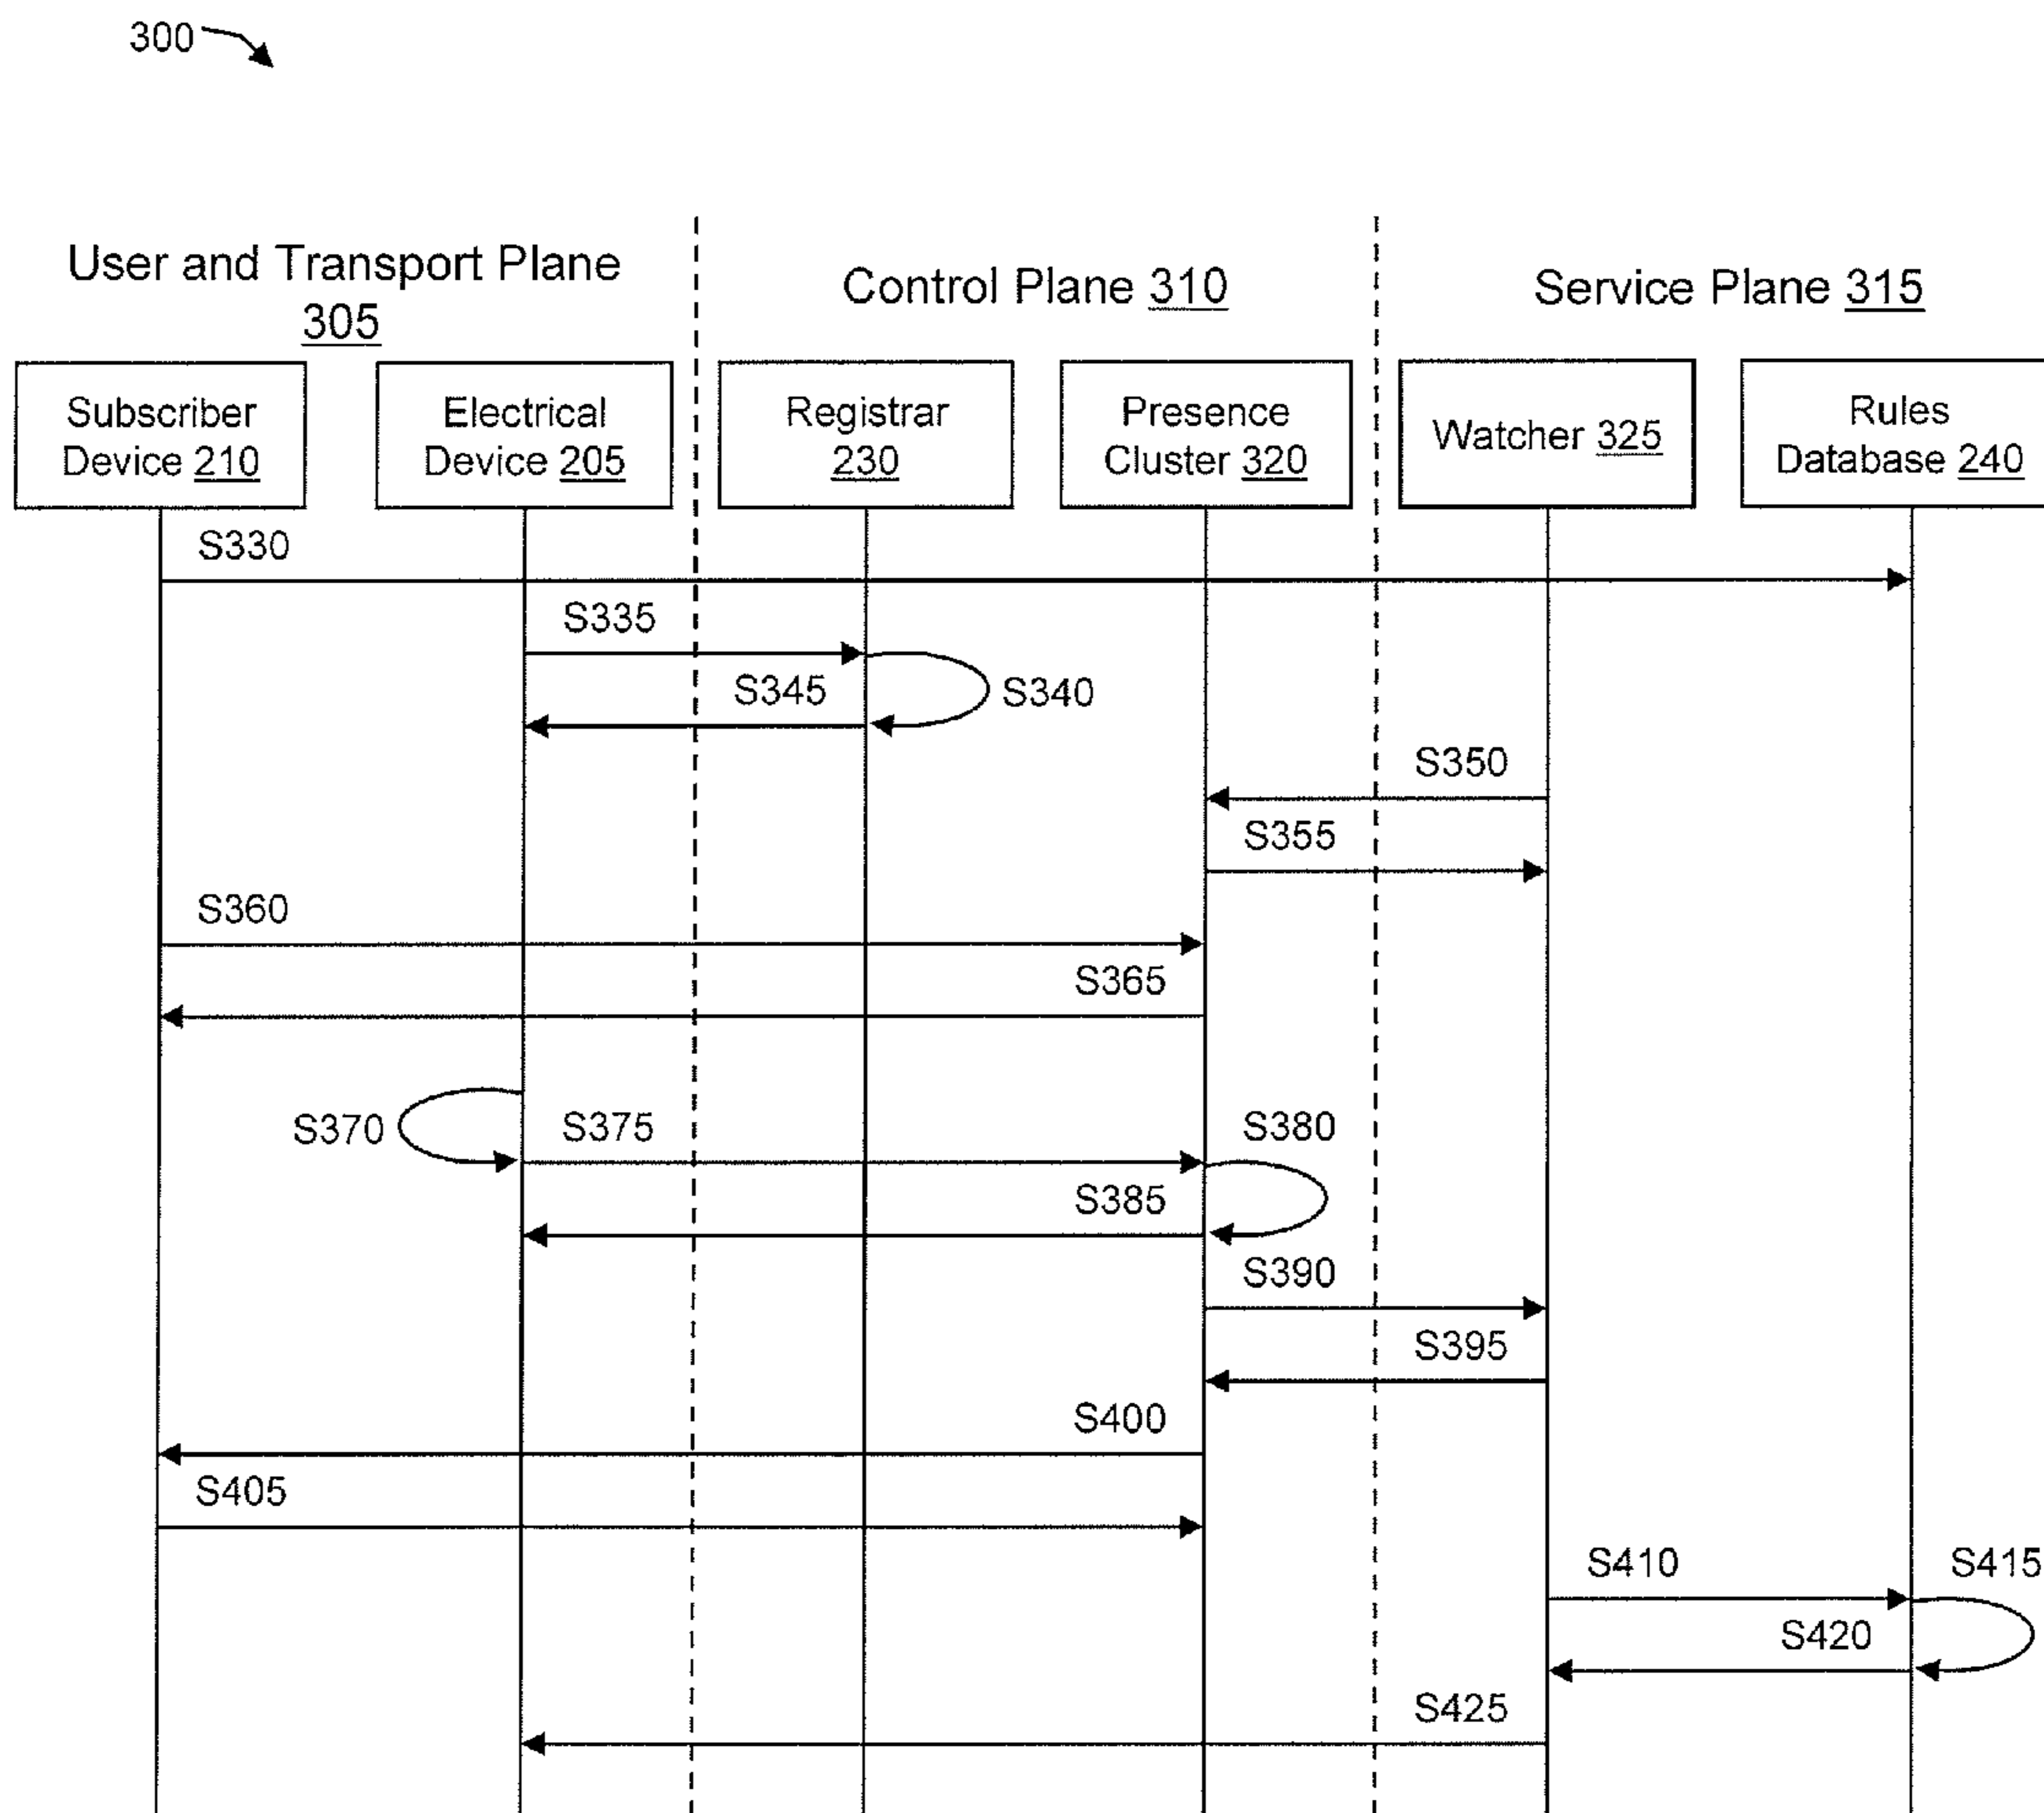 300
User and Transport Plane
305
Control Plane 310
Service Plane 315
Subscriber
Device 210
Electrical
Device 205
Registrar
230
Presence
Cluster 320
Watcher 325
Rules
Database 240
S330
S335
S345
S340
S350
S355
S360
S365
S370
S375
S380
S385
S390
S395
S400
S405
S410
S415
S420
S425